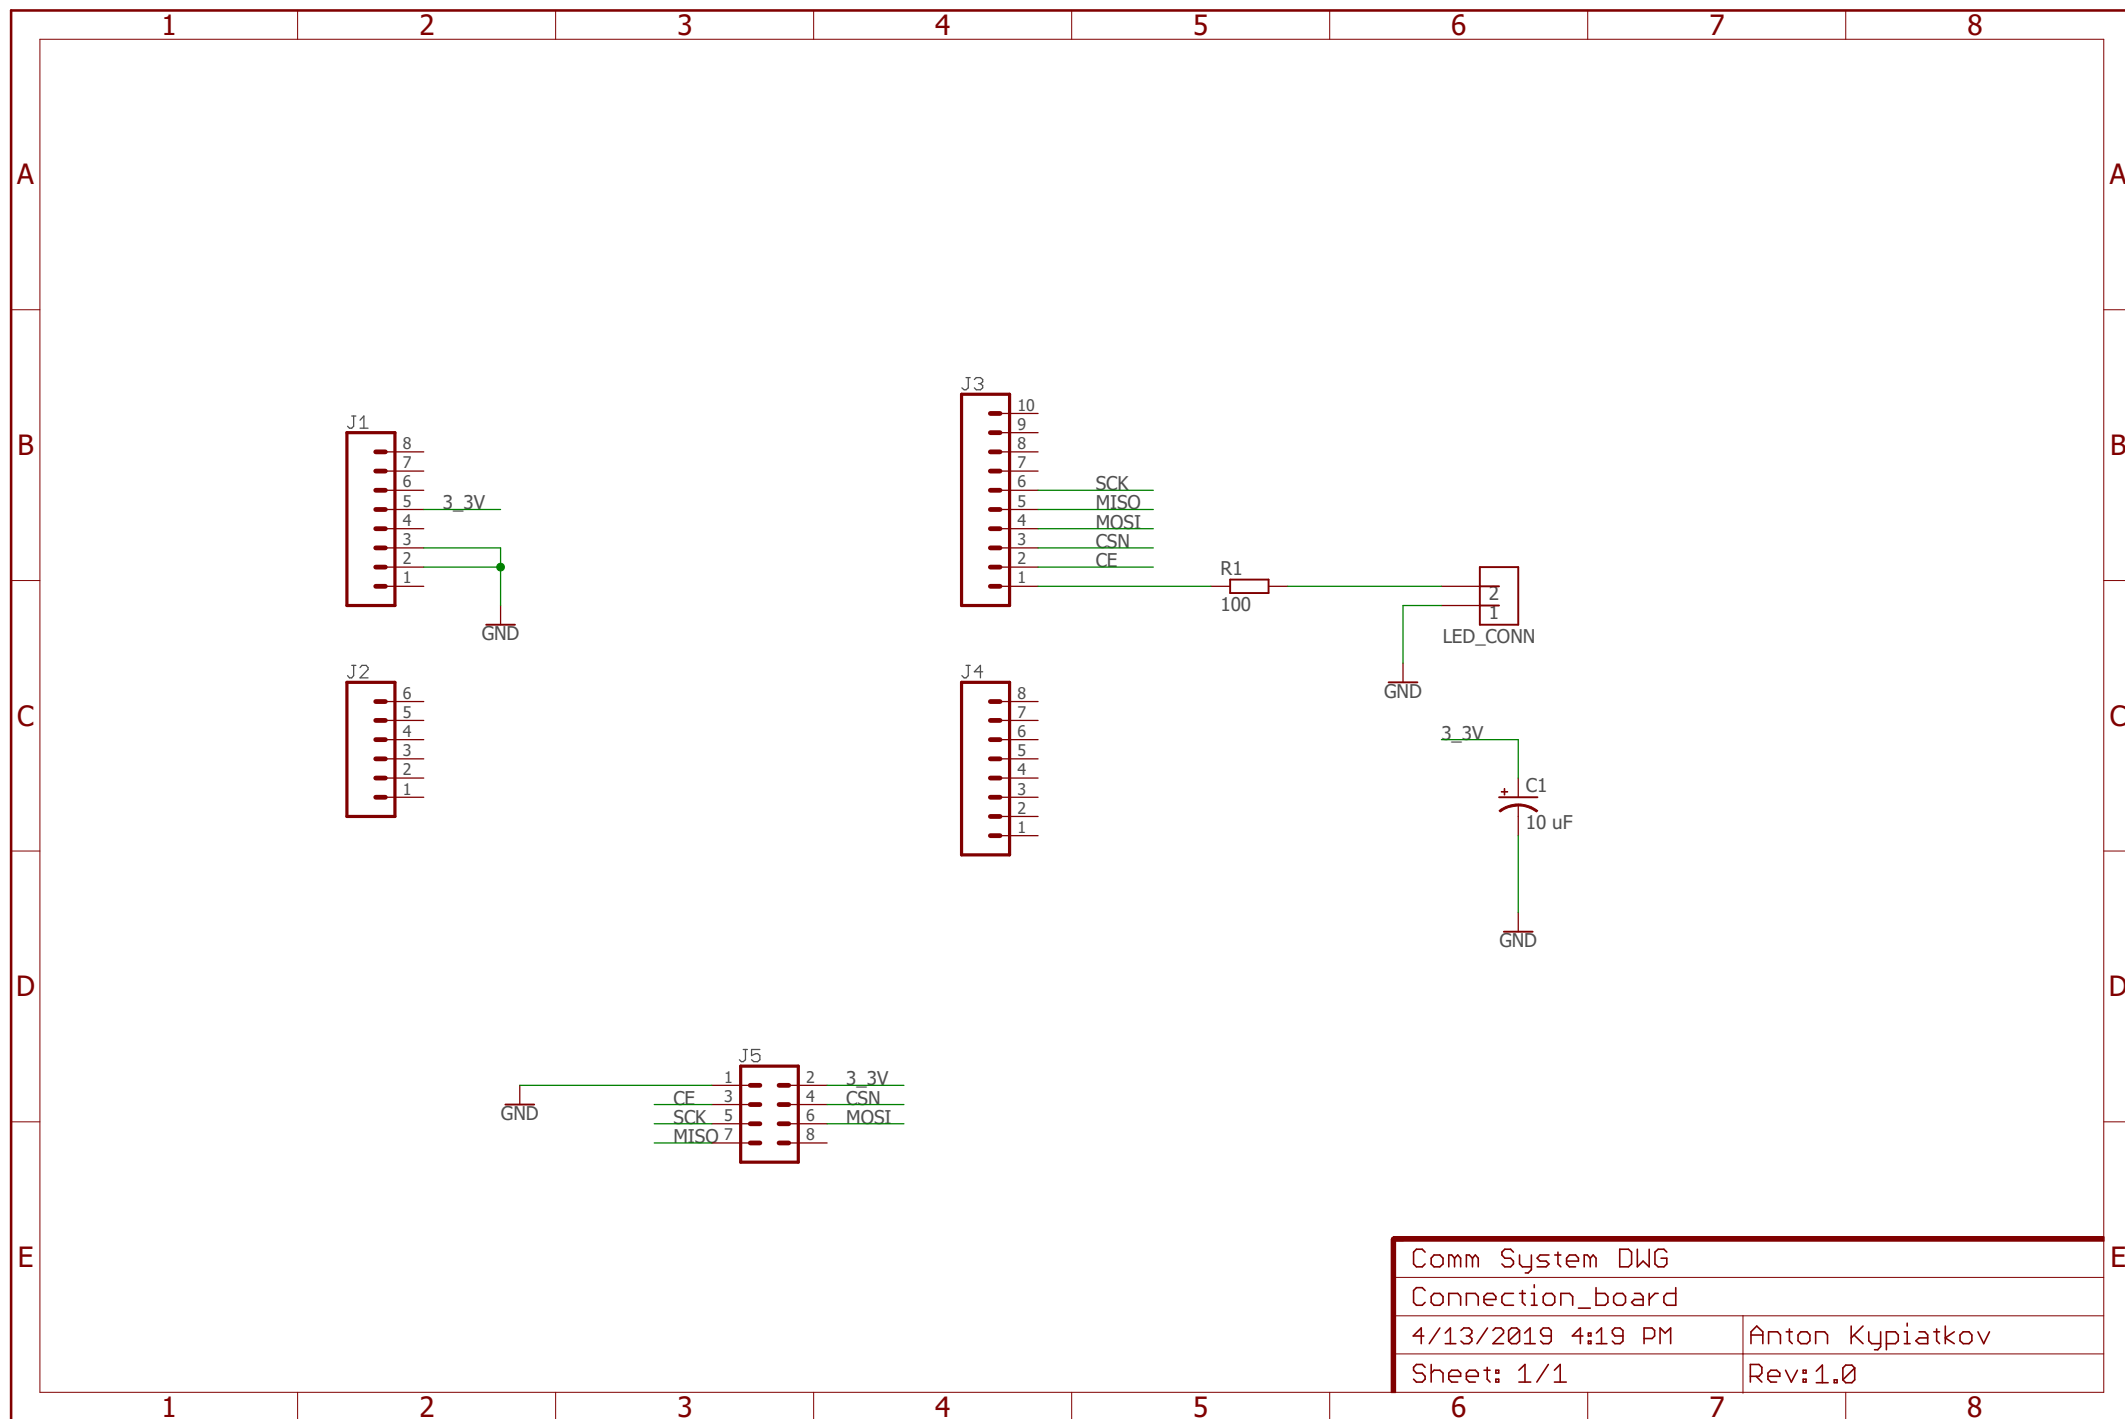 1 2 3 4 5 6 7 8
A A
J3
10
9
8
7
6 SCK
5 MISO
4 MOSI
3 CSN
2 CE
1
B B
J1
8
7
6
5 3_3V
4
3
2
1
GND
R1
100
2
1
LED_CONN
GND
J2
6
5
4
3
2
1
J4
8
7
6
5
4
3
2
1
C C
3_3V
C1
+
10 uF
GND
D D
J5
1 2 3_3V
CE 3 4 CSN
SCK 5 6 MOSI
MISO 7 8
GND
E E
Comm System DWG
Connection_board
4/13/2019 4:19 PM Anton Kypiatkov
Sheet: 1/1 Rev:1.0
1 2 3 4 5 6 7 8